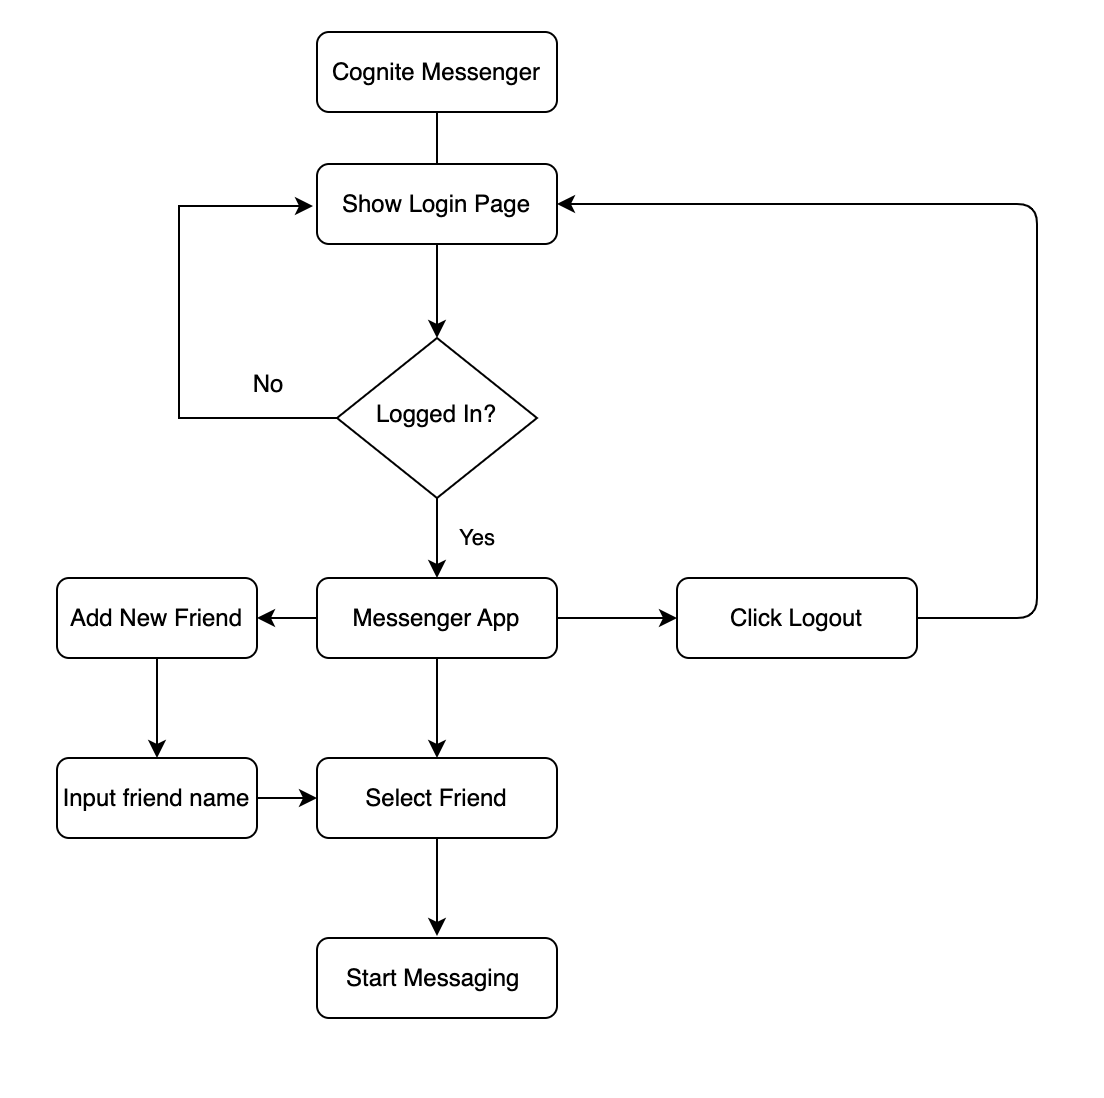 Cognite Messenger
Show Login Page
No
Logged In?
Yes
Add New Friend
Messenger App
Click Logout
Input friend name
Select Friend
Start Messaging